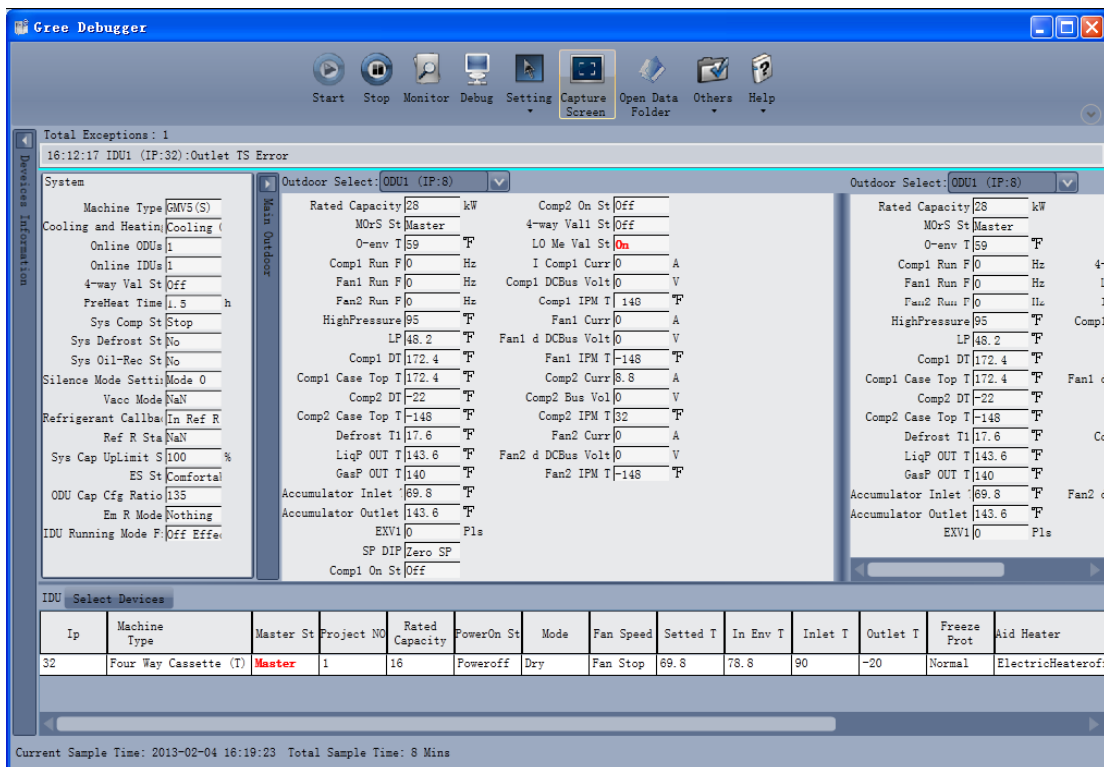 Gree Debugger
Start Stop Monitor Debug Setting Capture Screen Open Data Folder Others Help
Total Exceptions: 1
16:12:17 IDU1 (IP:32):Outlet TS Error
Deveices Information
System
Machine Type GMV5(S)
Cooling and Heating Cooling (
Online ODUs 1
Online IDUs 1
4-way Val St Off
PreHeat Time 1.5 h
Sys Comp St Stop
Sys Defrost St No
Sys Oil-Rec St No
Silence Mode Setti Mode 0
Vacc Mode NaN
Refrigerant Callba In Ref R
Ref R Sta NaN
Sys Cap UpLimit S 100 %
ES St Comforta
ODU Cap Cfg Ratio 135
Em R Mode Nothing
IDU Running Mode F: Off Effe
Main Outdoor
Outdoor Select: ODU1 (IP:8)
Rated Capacity 28 kW
MOrS St Master
O-env T 59 °F
Comp1 Run F 0 Hz
Fan1 Run F 0 Hz
Fan2 Run F 0 Hz
HighPressure 95 °F
LP 48.2 °F
Comp1 DT 172.4 °F
Comp1 Case Top T 172.4 °F
Comp2 DT -22 °F
Comp2 Case Top T -148 °F
Defrost T1 17.6 °F
LiqP OUT T 143.6 °F
GasP OUT T 140 °F
Accumulator Inlet 69.8 °F
Accumulator Outlet 143.6 °F
EXV1 0 Pls
SP DIP Zero SP
Comp1 On St Off
Comp2 On St Off
4-way Val1 St Off
LO Me Val St On
I Comp1 Curr 0 A
Comp1 DCBus Volt 0 V
Comp1 IPM T 148 °F
Fan1 Curr 0 A
Fan1 d DCBus Volt 0 V
Fan1 IPM T -148 °F
Comp2 Curr 8.8 A
Comp2 Bus Vol 0 V
Comp2 IPM T 32 °F
Fan2 Curr 0 A
Fan2 d DCBus Volt 0 V
Fan2 IPM T -148 °F
Outdoor Select: ODU1 (IP:8)
Rated Capacity 28 kW
MOrS St Master
O-env T 59 °F
Comp1 Run F 0 Hz 4-
Fan1 Run F 0 Hz
Fan2 Run F 0 Hz
HighPressure 95 °F Comp1
LP 48.2 °F
Comp1 DT 172.4 °F
Comp1 Case Top T 172.4 °F Fan1 d
Comp2 DT -22 °F
Comp2 Case Top T -148 °F
Defrost T1 17.6 °F
LiqP OUT T 143.6 °F
GasP OUT T 140 °F
Accumulator Inlet 69.8 °F Fan2 d
Accumulator Outlet 143.6 °F
EXV1 0 Pls
IDU Select Devices
Ip Machine Type Master St Project NO Rated Capacity PowerOn St Mode Fan Speed Setted T In Env T Inlet T Outlet T Freeze Prot Aid Heater
32 Four Way Cassette (T) Master 1 16 Poweroff Dry Fan Stop 69.8 78.8 90 -20 Normal ElectricHeaterof
Current Sample Time: 2013-02-04 16:19:23 Total Sample Time: 8 Mins